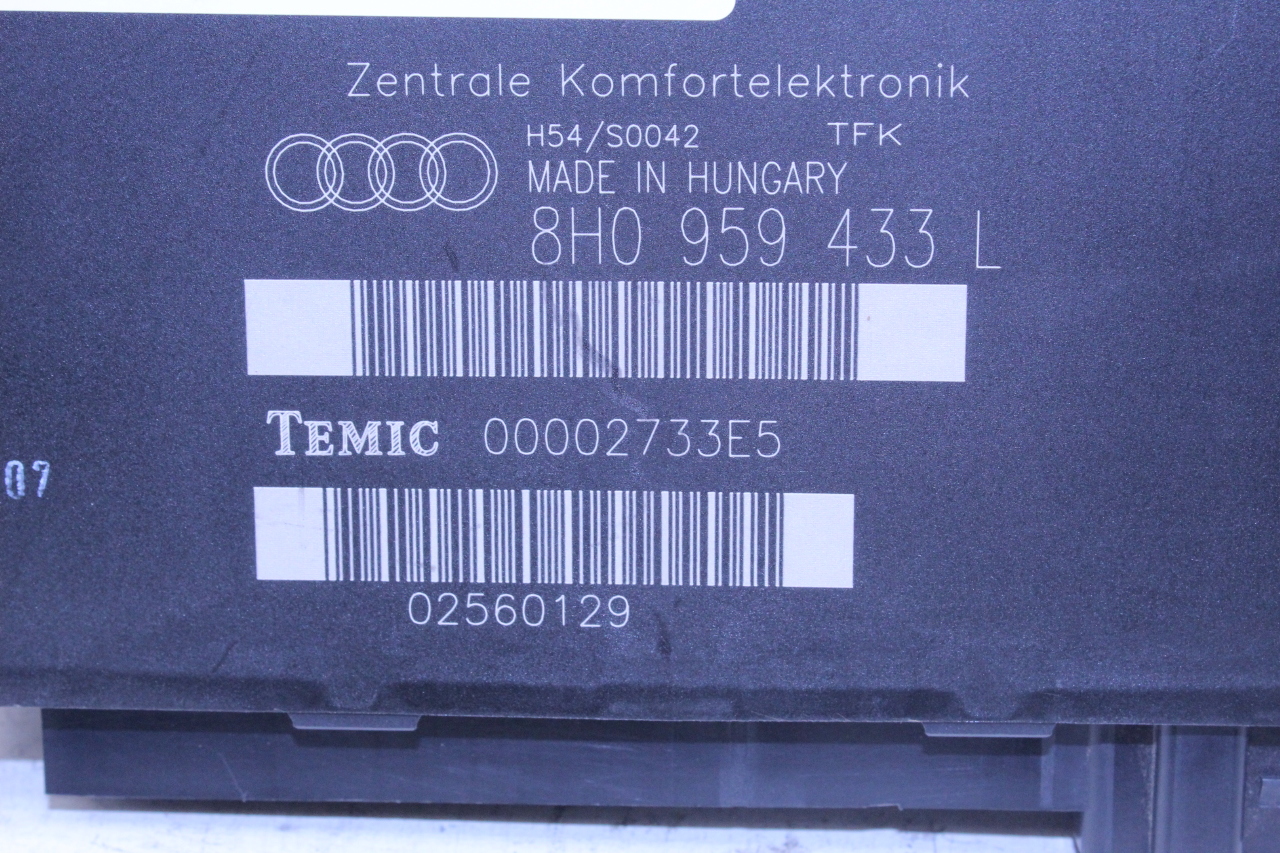 Zentrale Komfortelektronik
H54/S0042 TFK
MADE IN HUNGARY
8H0 959 433 L
TEMIC 00002733E5
07
02560129